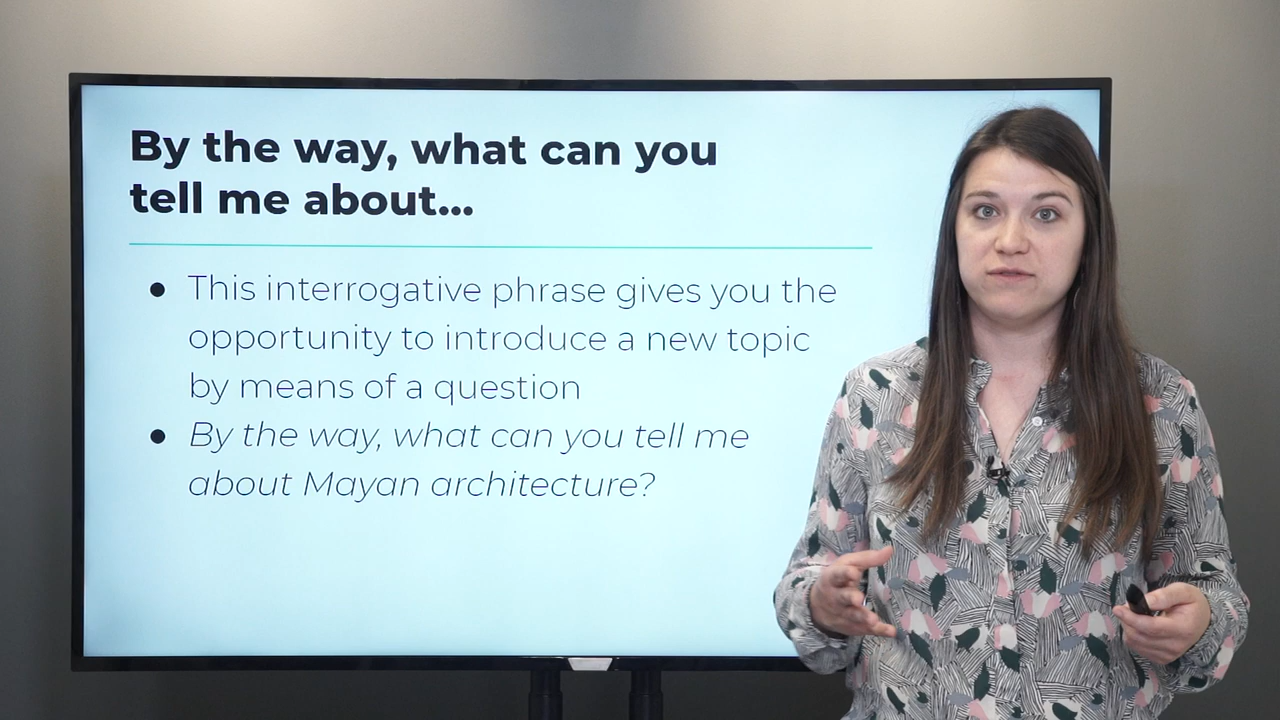 By the way, what can you
tell me about...
● This interrogative phrase gives you the
opportunity to introduce a new topic
by means of a question
● By the way, what can you tell me
about Mayan architecture?